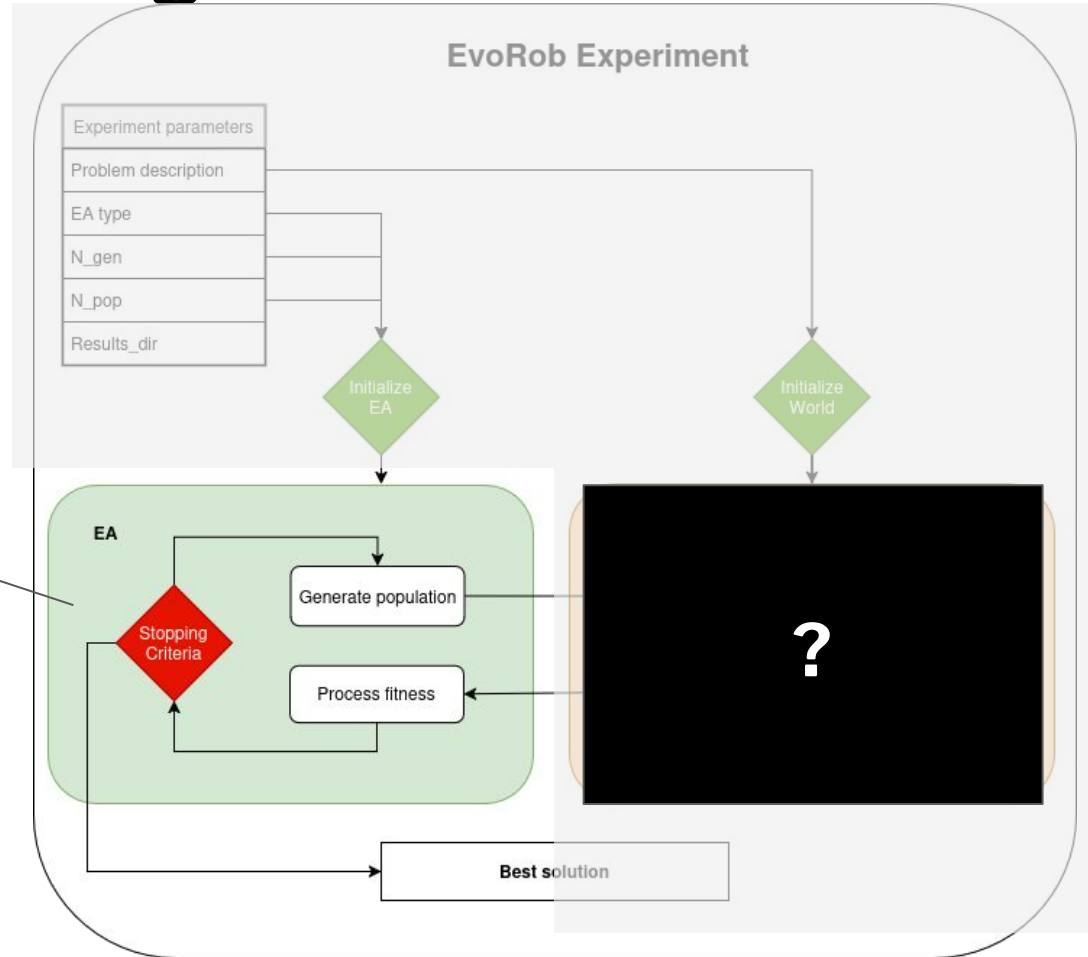 EvoRob Experiment
Experiment parameters
Problem description
EA type
N_gen
N_pop
Results_dir
Initialize
EA
Initialize
World
EA
Generate population
Stopping
Criteria
Process fitness
?
Best solution